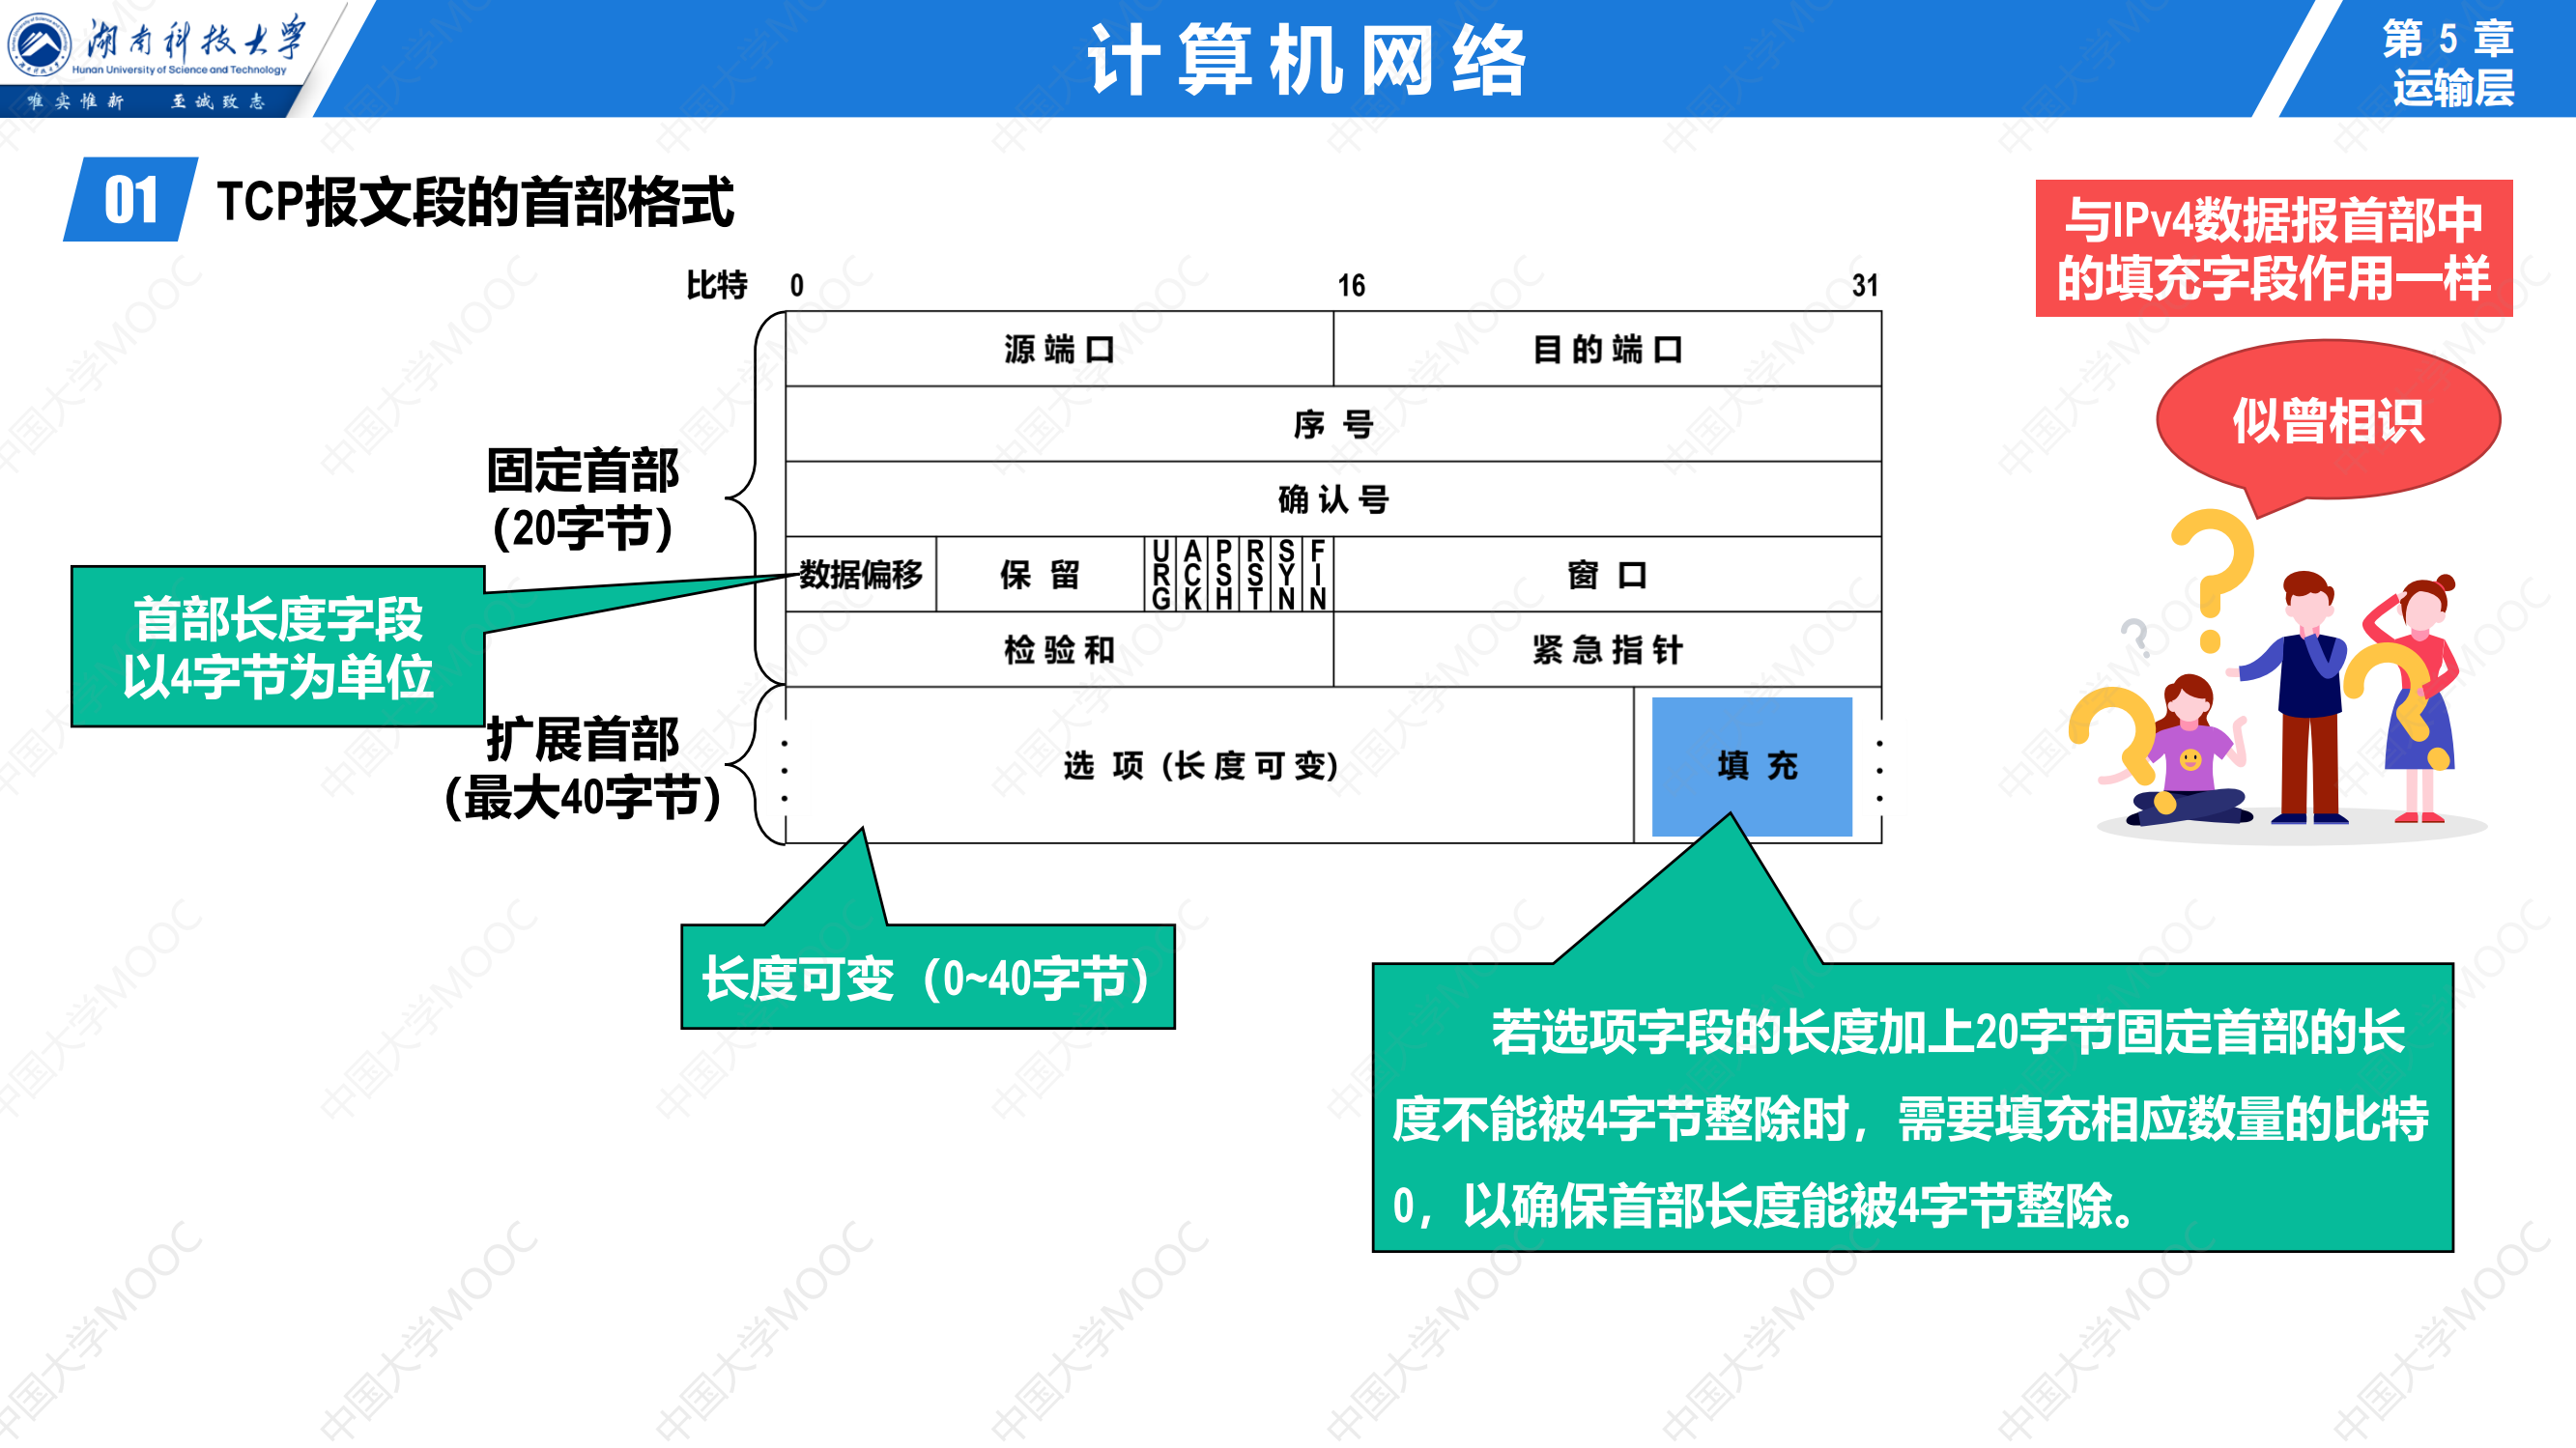 湖南科技大学
Hunan University of Science and Technology
唯实惟新 至诚致志
计算机网络
第 5 章
运输层
01 TCP报文段的首部格式
与IPv4数据报首部中
的填充字段作用一样
似曾相识
比特 0 16 31
源端口 目的端口
序号
确认号
数据偏移 保留 URG ACK PSH RST SYN FIN 窗口
检验和 紧急指针
选项 (长度可变) 填充
固定首部
(20字节)
首部长度字段
以4字节为单位
扩展首部
(最大40字节)
长度可变（0~40字节）
若选项字段的长度加上20字节固定首部的长
度不能被4字节整除时，需要填充相应数量的比特
0，以确保首部长度能被4字节整除。
中国大学MOOC